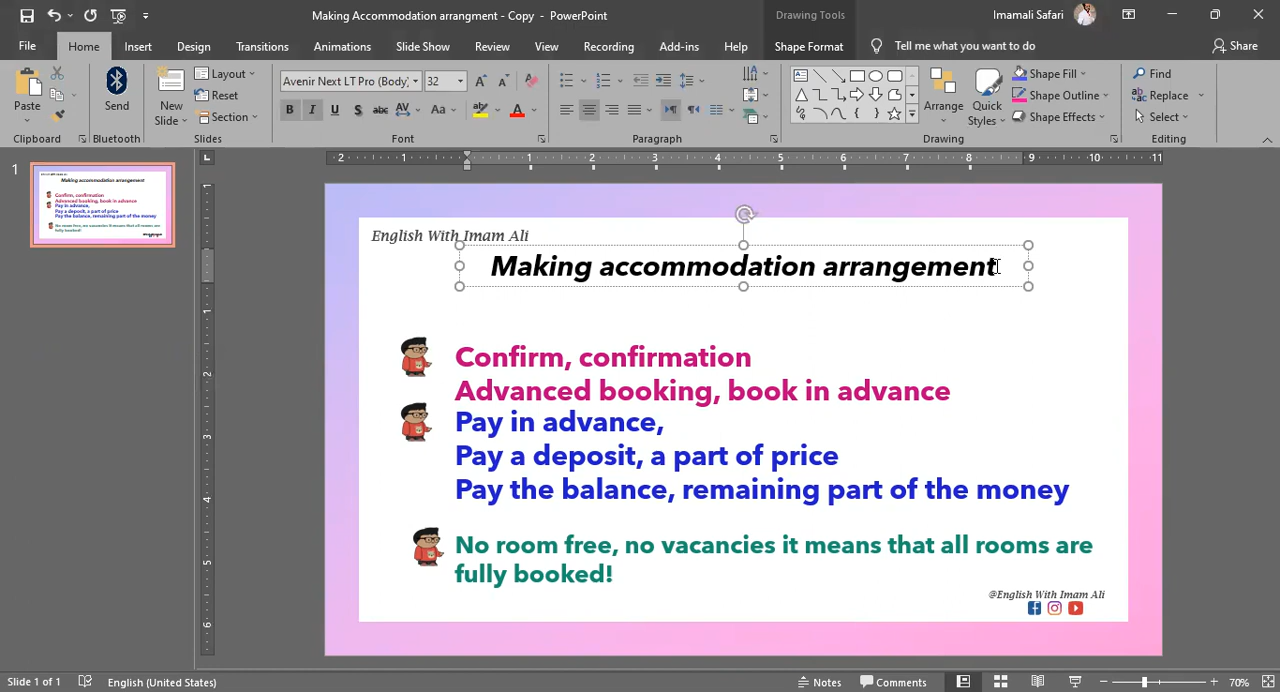 Making Accommodation arrangment - Copy - PowerPoint
Drawing Tools
Imamali Safari
File
Home
Insert
Design
Transitions
Animations
Slide Show
Review
View
Recording
Add-ins
Help
Shape Format
Tell me what you want to do
Share
Paste
Send
New
Slide
Layout
Reset
Section
Avenir Next LT Pro (Body)
32
B I U S abc AV Aa A
Arrange
Quick
Styles
Shape Fill
Shape Outline
Shape Effects
Find
Replace
Select
Clipboard
Bluetooth
Slides
Font
Paragraph
Drawing
Editing
1
English With Imam Ali
Making accommodation arrangement
Confirm, confirmation
Advanced booking, book in advance
Pay in advance,
Pay a deposit, a part of price
Pay the balance, remaining part of the money
No room free, no vacancies it means that all rooms are
fully booked!
@English With Imam Ali
Slide 1 of 1
English (United States)
Notes
Comments
70%